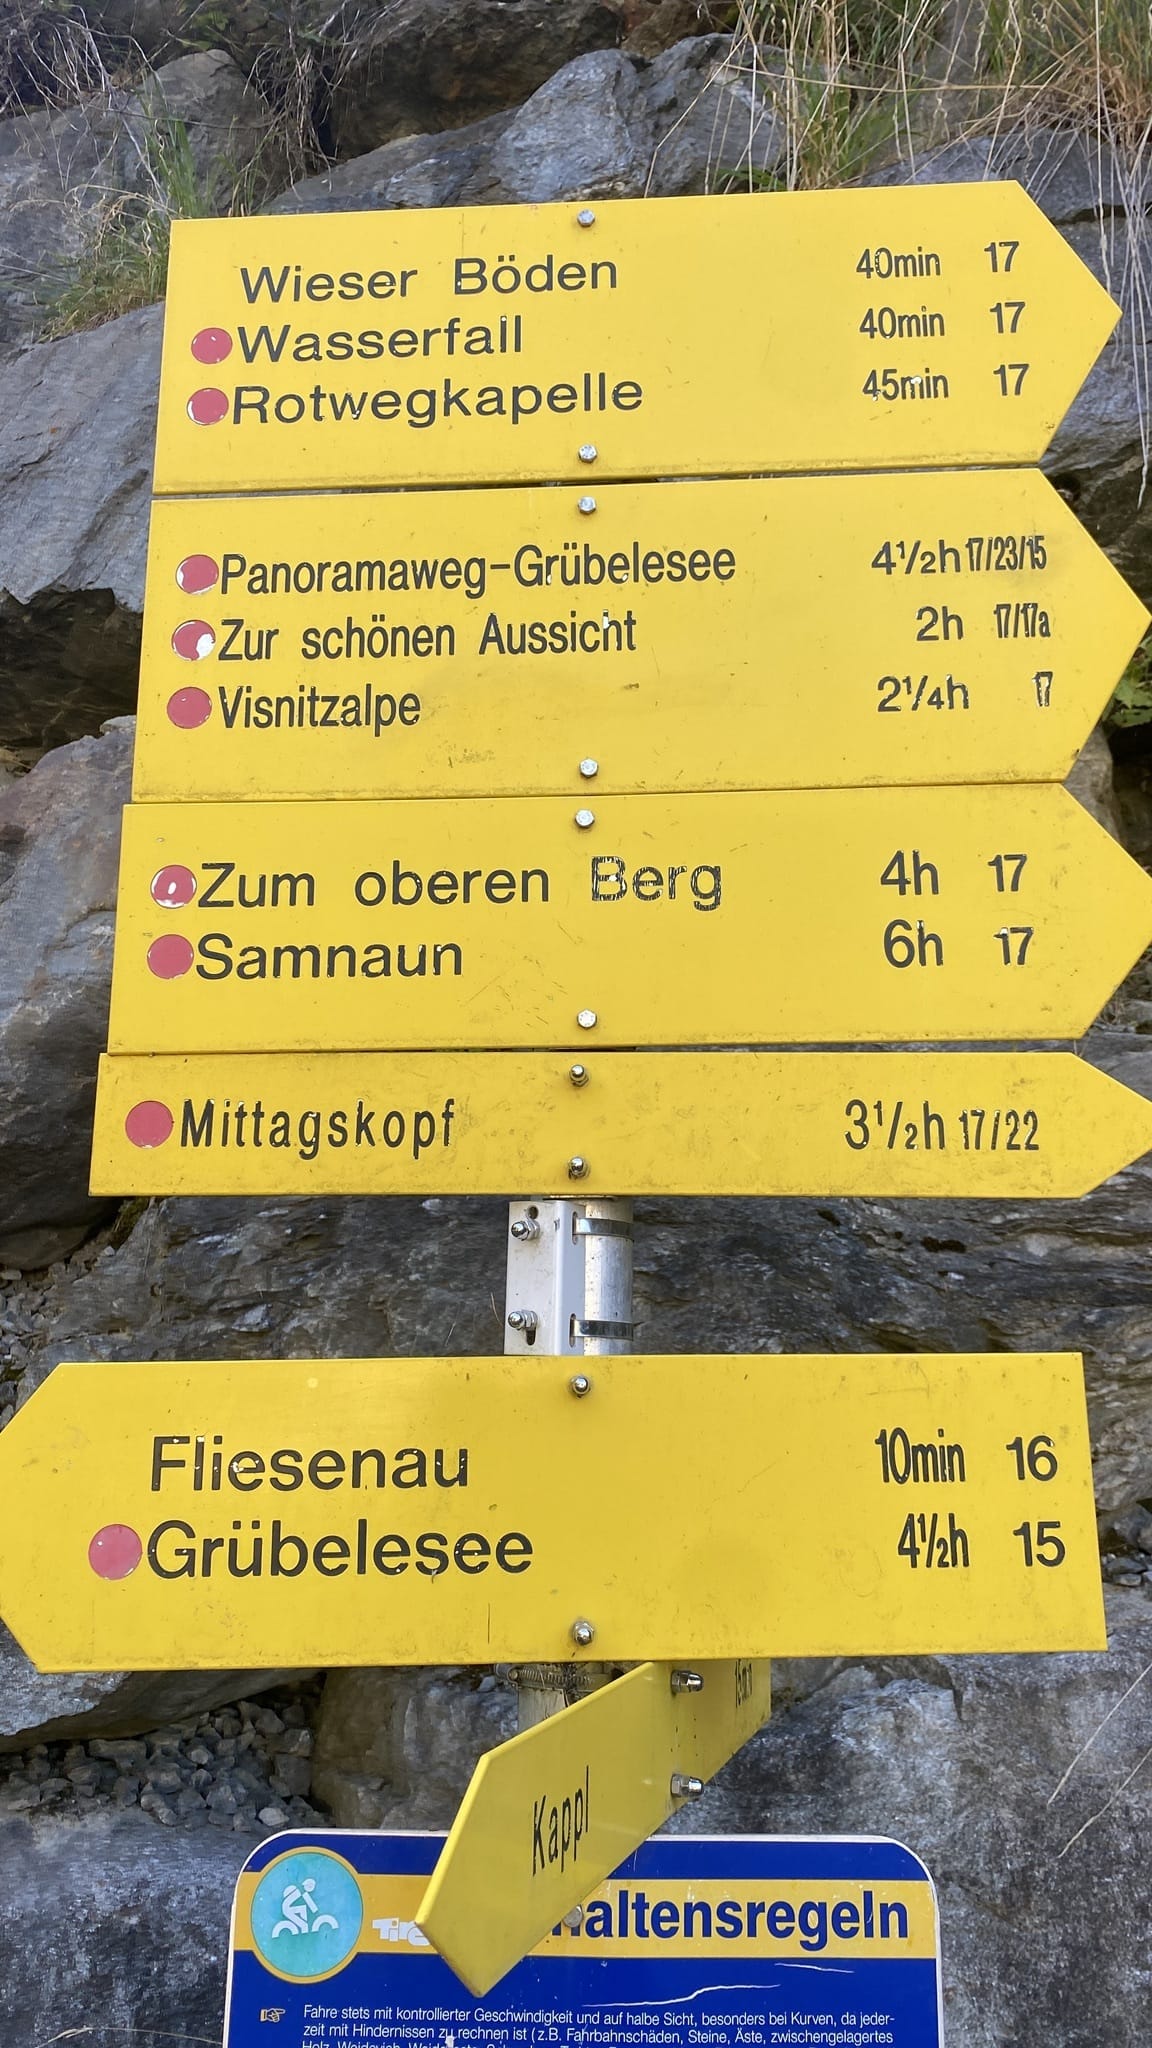 Wieser Böden 40min 17
Wasserfall 40min 17
Rotwegkapelle 45min 17
Panoramaweg-Grübelesee 4½h 17/23/15
Zur schönen Aussicht 2h 17/17a
Visnitzalpe 2¼h 17
Zum oberen Berg 4h 17
Samnaun 6h 17
Mittagskopf 3½h 17/22
Fliesenau 10min 16
Grübelesee 4½h 15
Kappl
Fahre stets mit kontrollierter Geschwindigkeit und auf halbe Sicht, besonders bei Kurven, da jeder-
zeit mit Hindernissen zu rechnen ist (z.B. Fahrbahnschäden, Steine, Äste, zwischengelagertes